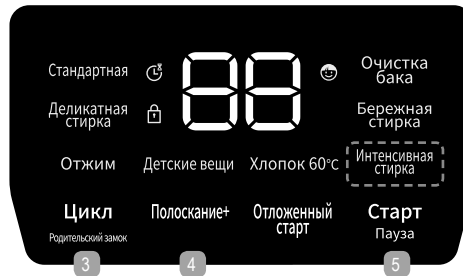 Стандартная
88
Очистка
бака
Деликатная
стирка
Бережная
стирка
Отжим
Детские вещи
Хлопок 60°C
Интенсивная
стирка
Цикл
Родительский замок
Полоскание+
Отложенный
старт
Старт
Пауза
3
4
5